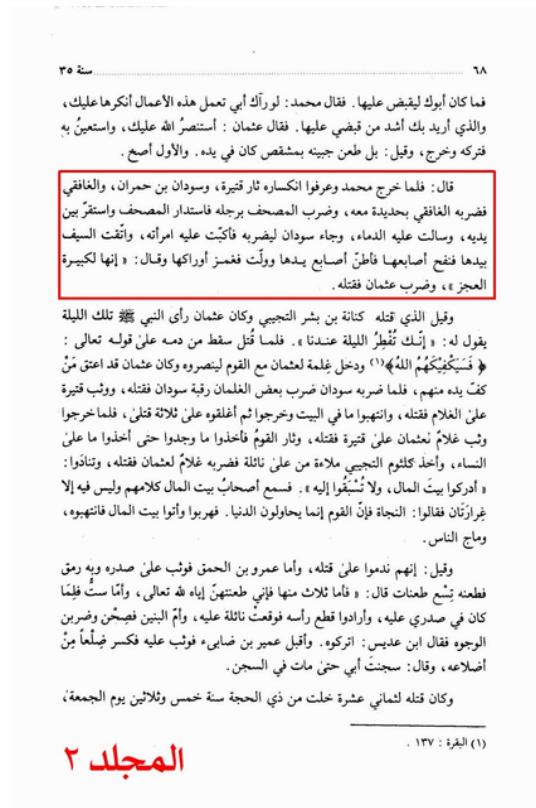 ٦٨ ........ سنة ٣٥
فما كان أبوك ليقبض عليها. فقال محمد: لو رآك أبي تعمل هذه الأعمال أنكرها عليك،
والذي أريد بك أشد من قبضي عليها. فقال عثمان: أستنصرُ الله عليك، واستعينُ بهِ
فتركه وخرج، وقيل: بل طعن جبينه بمشقص كان في يده. والأول أصح.
قال: فلما خرج محمد وعرفوا انكساره ثار قتيرة، وسودان بن حمران، والغافقي
فضربه الغافقي بحديدة معه، وضرب المصحف برجله فاستدار المصحف واستقرّ بين
يديه، وسالت عليه الدماء، وجاء سودان ليضربه فأكبّت عليه امرأته، واتّقت السيف
بيدها فنفح أصابعها فأطنّ أصابع يدها وولّت فغمز أوراكها وقال: « إنها لكبيرة
العجز »، وضرب عثمان فقتله.
وقيل الذي قتله كنانة بن بشر التجيبي وكان عثمان رأى النبي ﷺ تلك الليلة
يقول له: « إنّك تُفْطِرُ الليلة عندنا ». فلما قُتل سقط من دمه على قوله تعالى :
﴿ فَسَيَكْفِيكَهُمُ اللهُ﴾(١) ودخل غِلمة لعثمان مع القوم لينصروه وكان عثمان قد اعتق مَنْ
كفّ يده منهم، فلما ضربه سودان ضرب بعض الغلمان رقبة سودان فقتله، ووثب قتيرة
على الغلام فقتله، وانتهبوا ما في البيت وخرجوا ثم أغلقوه على ثلاثة قتلى، فلما خرجوا
وثب غلامٌ لعثمان على قتيرة فقتله، وثار القومُ فأخذوا ما وجدوا حتى أخذوا ما على
النساء، وأخذ كلثوم التجيبي ملاءة من على نائلة فضربه غلامٌ لعثمان فقتله، وتنادَوا:
« أدركوا بيتَ المال، ولا تُسْبَقُوا إليه ». فسمع أصحابُ بيت المال كلامهم وليس فيه إلا
غِرارتَان فقالوا: النجاة فإنّ القوم إنما يحاولون الدنيا. فهربوا وأتوا بيت المال فانتهبوه،
وماج الناس.
وقيل: إنهم ندموا على قتله، وأما عمرو بن الحمق فوثب على صدره وبه رمق
فطعنه تِسْع طعنات قال: « فأما ثلاث منها فإني طعنتهنّ إياه لله تعالى، وأمّا ستٌّ فلِمَا
كان في صدري عليه، وأرادوا قطع رأسه فوقعتْ نائلة عليه، وأمّ البنين فصِحْن وضربن
الوجوه فقال ابن عديس: اتركوه. وأقبل عمير بن ضابىء فوثب عليه فكسر ضِلْعاً مِنْ
أضلاعه، وقال: سجنتَ أبي حتى مات في السجن.
وكان قتله لثماني عشرة خلت من ذي الحجة سنة خمس وثلاثين يوم الجمعة،
(١) البقرة : ١٣٧ .
المجلد ٢